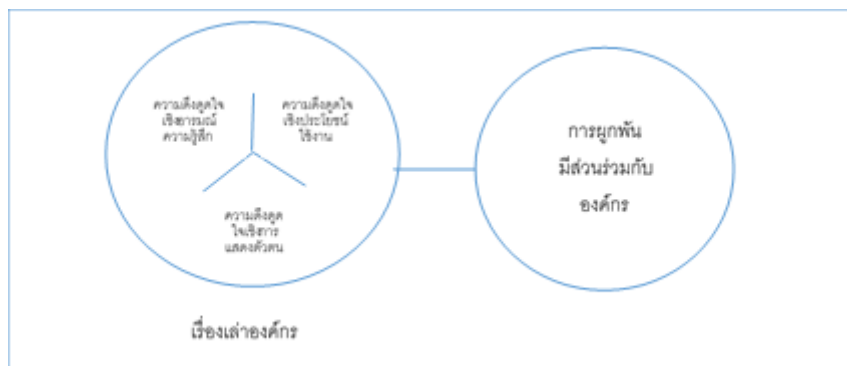 ความดึงดูดใจ
เชิงอารมณ์
ความรู้สึก
ความดึงดูดใจ
เชิงประโยชน์
ใช้งาน
ความดึงดูด
ใจเชิงการ
แสดงตัวตน
การผูกพัน
มีส่วนร่วมกับ
องค์กร
เรื่องเล่าองค์กร